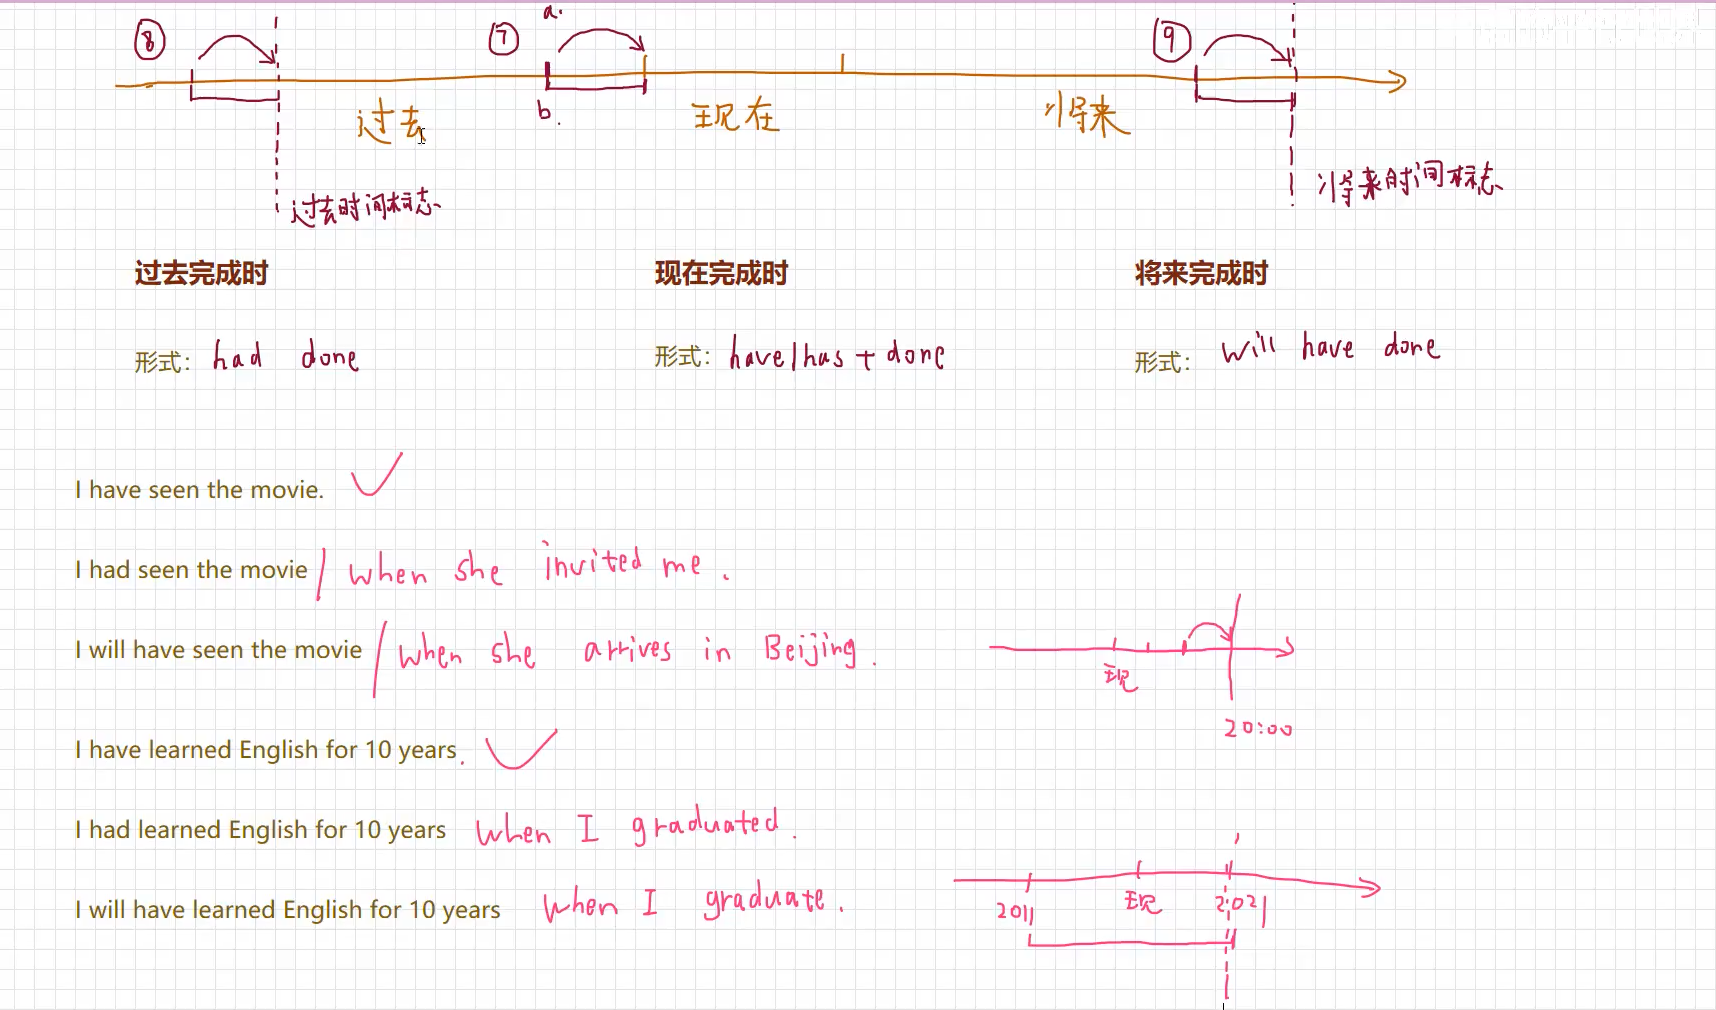 ⑧ ⑦ a. ⑨
b.
过去 现在 将来
过去时间标志 将来时间标志
过去完成时 现在完成时 将来完成时
形式: had done 形式: have/has + done 形式: will have done
I have seen the movie.
I had seen the movie / when she invited me.
I will have seen the movie / when she arrives in Beijing.
现
20:00
I have learned English for 10 years.
I had learned English for 10 years when I graduated.
I will have learned English for 10 years when I graduate.
2011 现 2021